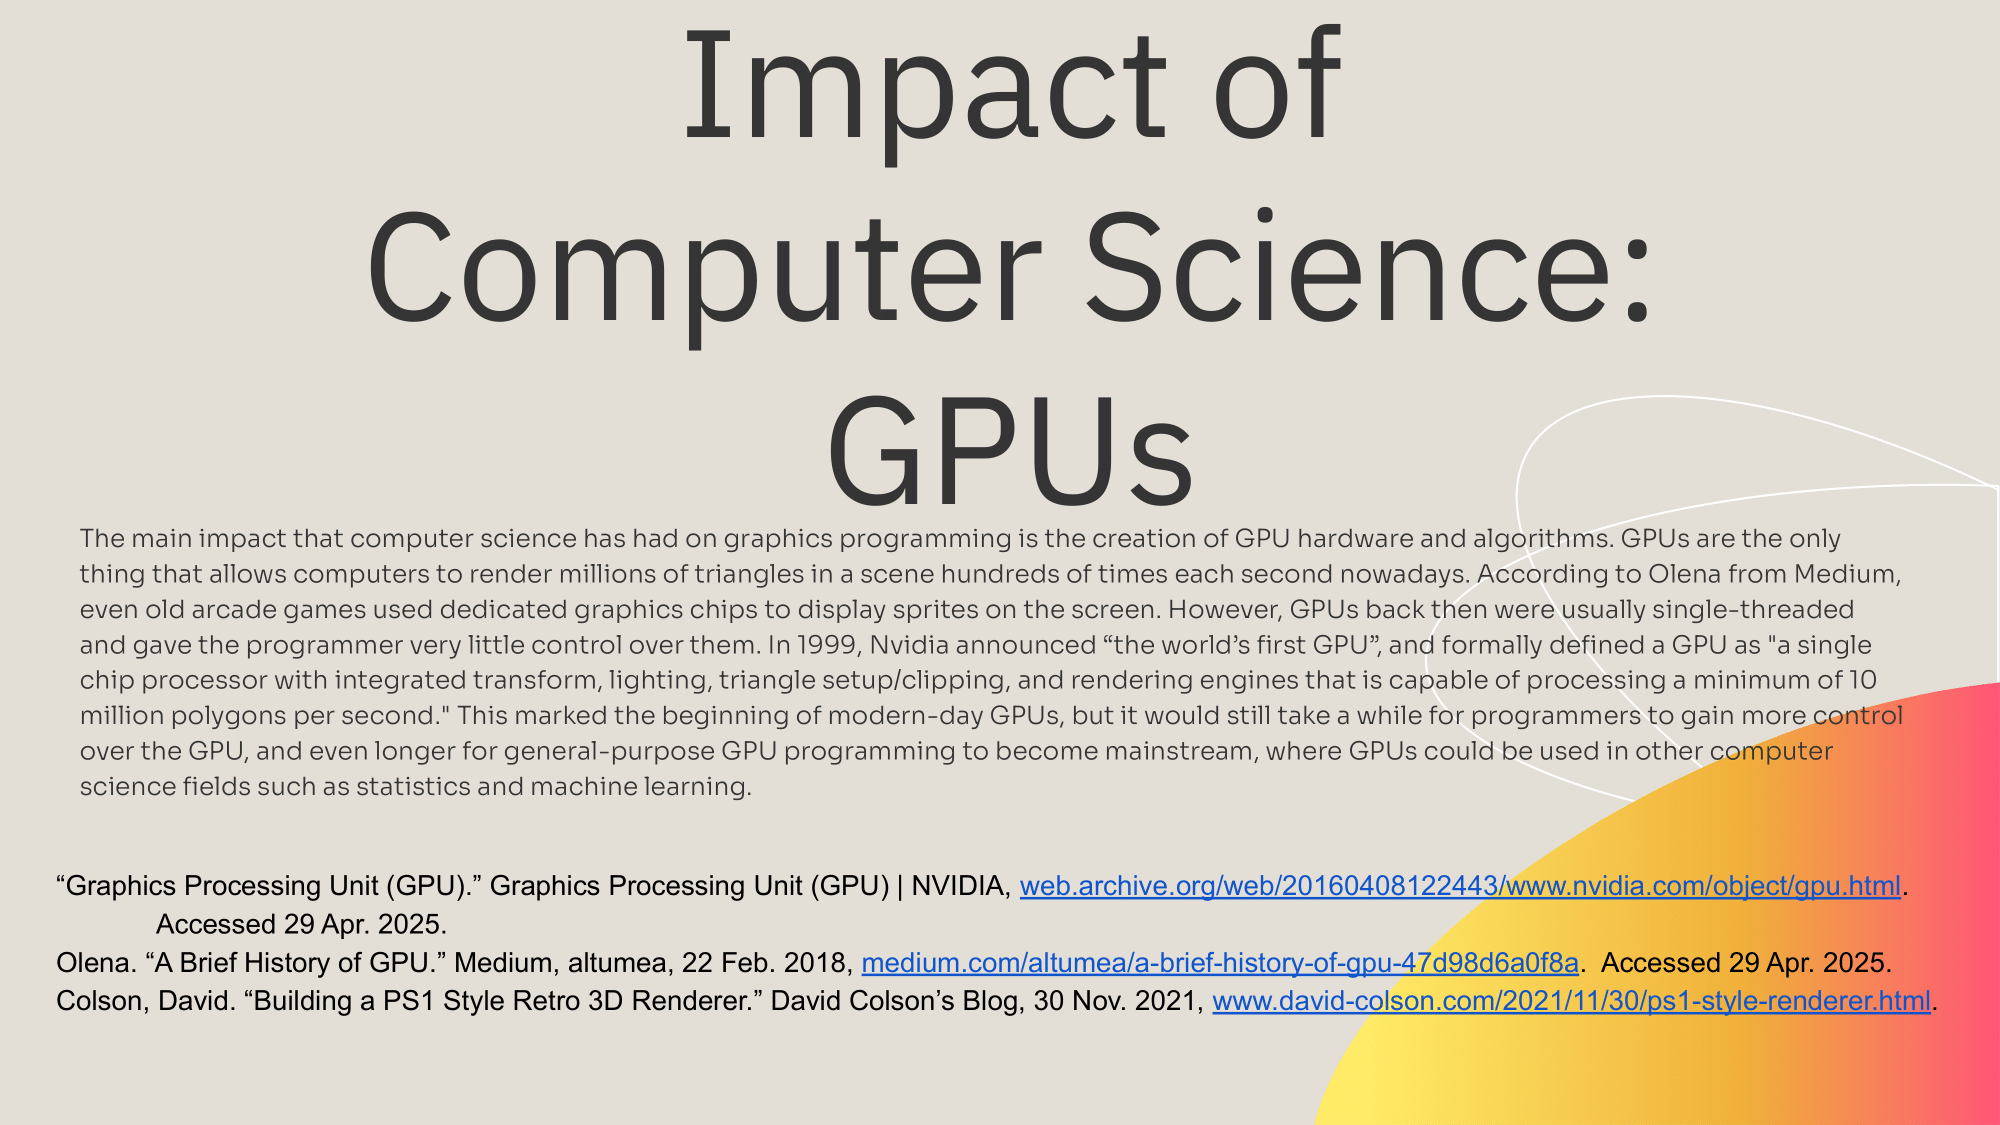 Impact of
Computer Science:
GPUs
The main impact that computer science has had on graphics programming is the creation of GPU hardware and algorithms. GPUs are the only
thing that allows computers to render millions of triangles in a scene hundreds of times each second nowadays. According to Olena from Medium,
even old arcade games used dedicated graphics chips to display sprites on the screen. However, GPUs back then were usually single-threaded
and gave the programmer very little control over them. In 1999, Nvidia announced “the world’s first GPU”, and formally defined a GPU as "a single
chip processor with integrated transform, lighting, triangle setup/clipping, and rendering engines that is capable of processing a minimum of 10
million polygons per second." This marked the beginning of modern-day GPUs, but it would still take a while for programmers to gain more control
over the GPU, and even longer for general-purpose GPU programming to become mainstream, where GPUs could be used in other computer
science fields such as statistics and machine learning.
“Graphics Processing Unit (GPU).” Graphics Processing Unit (GPU) | NVIDIA, web.archive.org/web/20160408122443/www.nvidia.com/object/gpu.html.
Accessed 29 Apr. 2025.
Olena. “A Brief History of GPU.” Medium, altumea, 22 Feb. 2018, medium.com/altumea/a-brief-history-of-gpu-47d98d6a0f8a.  Accessed 29 Apr. 2025.
Colson, David. “Building a PS1 Style Retro 3D Renderer.” David Colson’s Blog, 30 Nov. 2021, www.david-colson.com/2021/11/30/ps1-style-renderer.html.